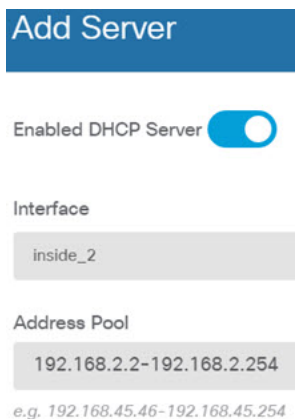 Add Server
Enabled DHCP Server
Interface
inside_2
Address Pool
192.168.2.2-192.168.2.254
e.g. 192.168.45.46-192.168.45.254